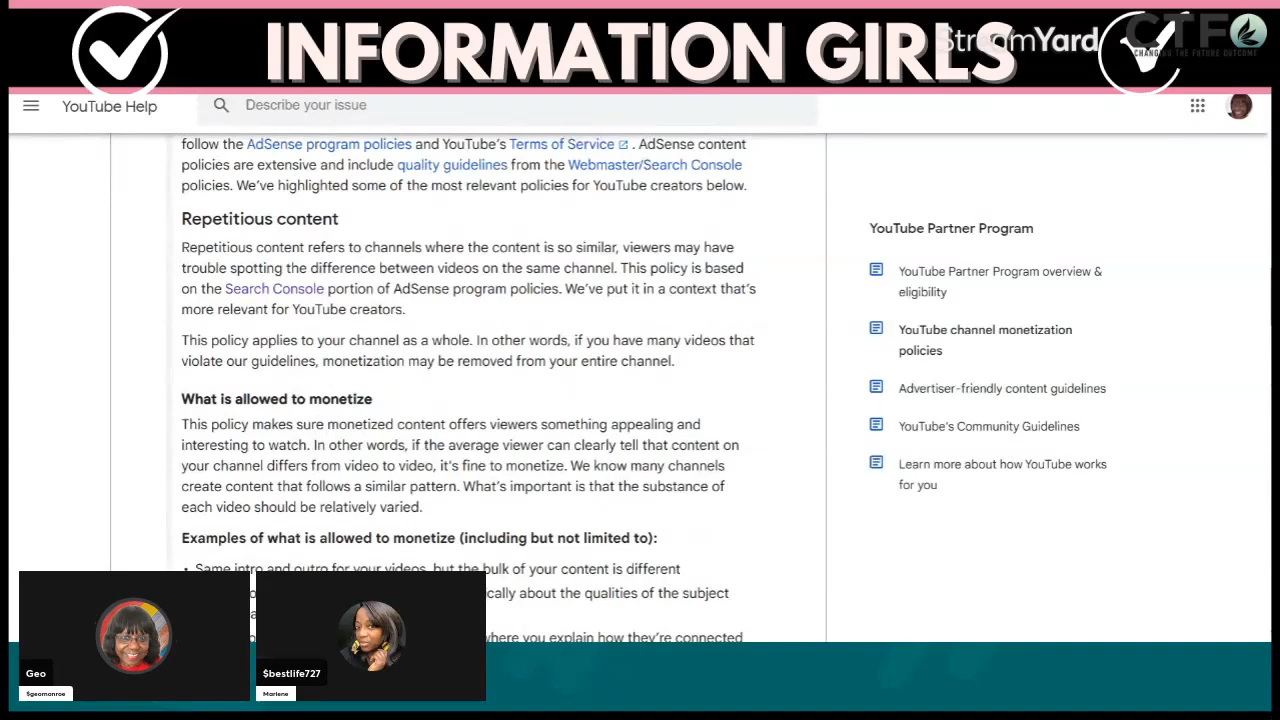 INFORMATION GIRLS
StreamYard
CTFO
CHANGING THE FUTURE OUTCOME
YouTube Help
Describe your issue
follow the AdSense program policies and YouTube's Terms of Service . AdSense content
policies are extensive and include quality guidelines from the Webmaster/Search Console
policies. We've highlighted some of the most relevant policies for YouTube creators below.
Repetitious content
Repetitious content refers to channels where the content is so similar, viewers may have
trouble spotting the difference between videos on the same channel. This policy is based
on the Search Console portion of AdSense program policies. We've put it in a context that's
more relevant for YouTube creators.
This policy applies to your channel as a whole. In other words, if you have many videos that
violate our guidelines, monetization may be removed from your entire channel.
What is allowed to monetize
This policy makes sure monetized content offers viewers something appealing and
interesting to watch. In other words, if the average viewer can clearly tell that content on
your channel differs from video to video, it's fine to monetize. We know many channels
create content that follows a similar pattern. What's important is that the substance of
each video should be relatively varied.
Examples of what is allowed to monetize (including but not limited to):
• Same intro and outro for your videos, but the bulk of your content is different
ically about the qualities of the subject
where you explain how they're connected
YouTube Partner Program
YouTube Partner Program overview &
eligibility
YouTube channel monetization
policies
Advertiser-friendly content guidelines
YouTube's Community Guidelines
Learn more about how YouTube works
for you
Geo
$geomonroe
$bestlife727
Marlene